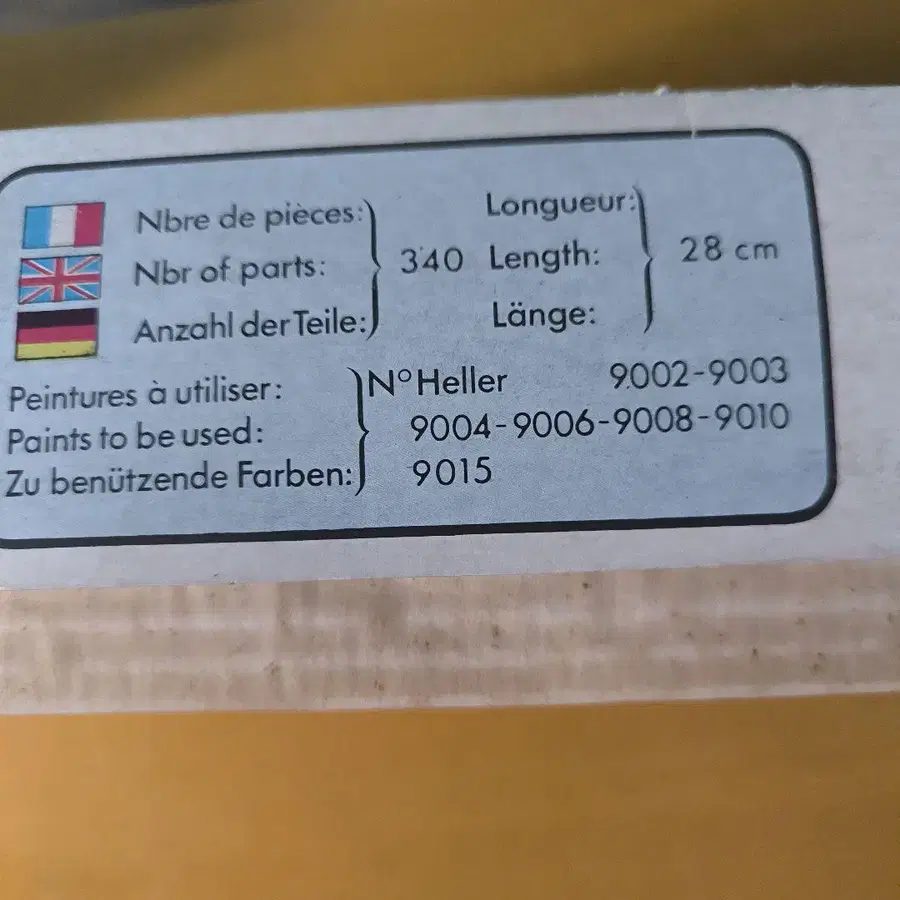 Nbre de pièces:
Nbr of parts:
Anzahl der Teile:
340
Longueur:
Length:
Länge:
28 cm
Peintures à utiliser:
Paints to be used:
Zu benützende Farben:
N° Heller 9002-9003
9004-9006-9008-9010
9015